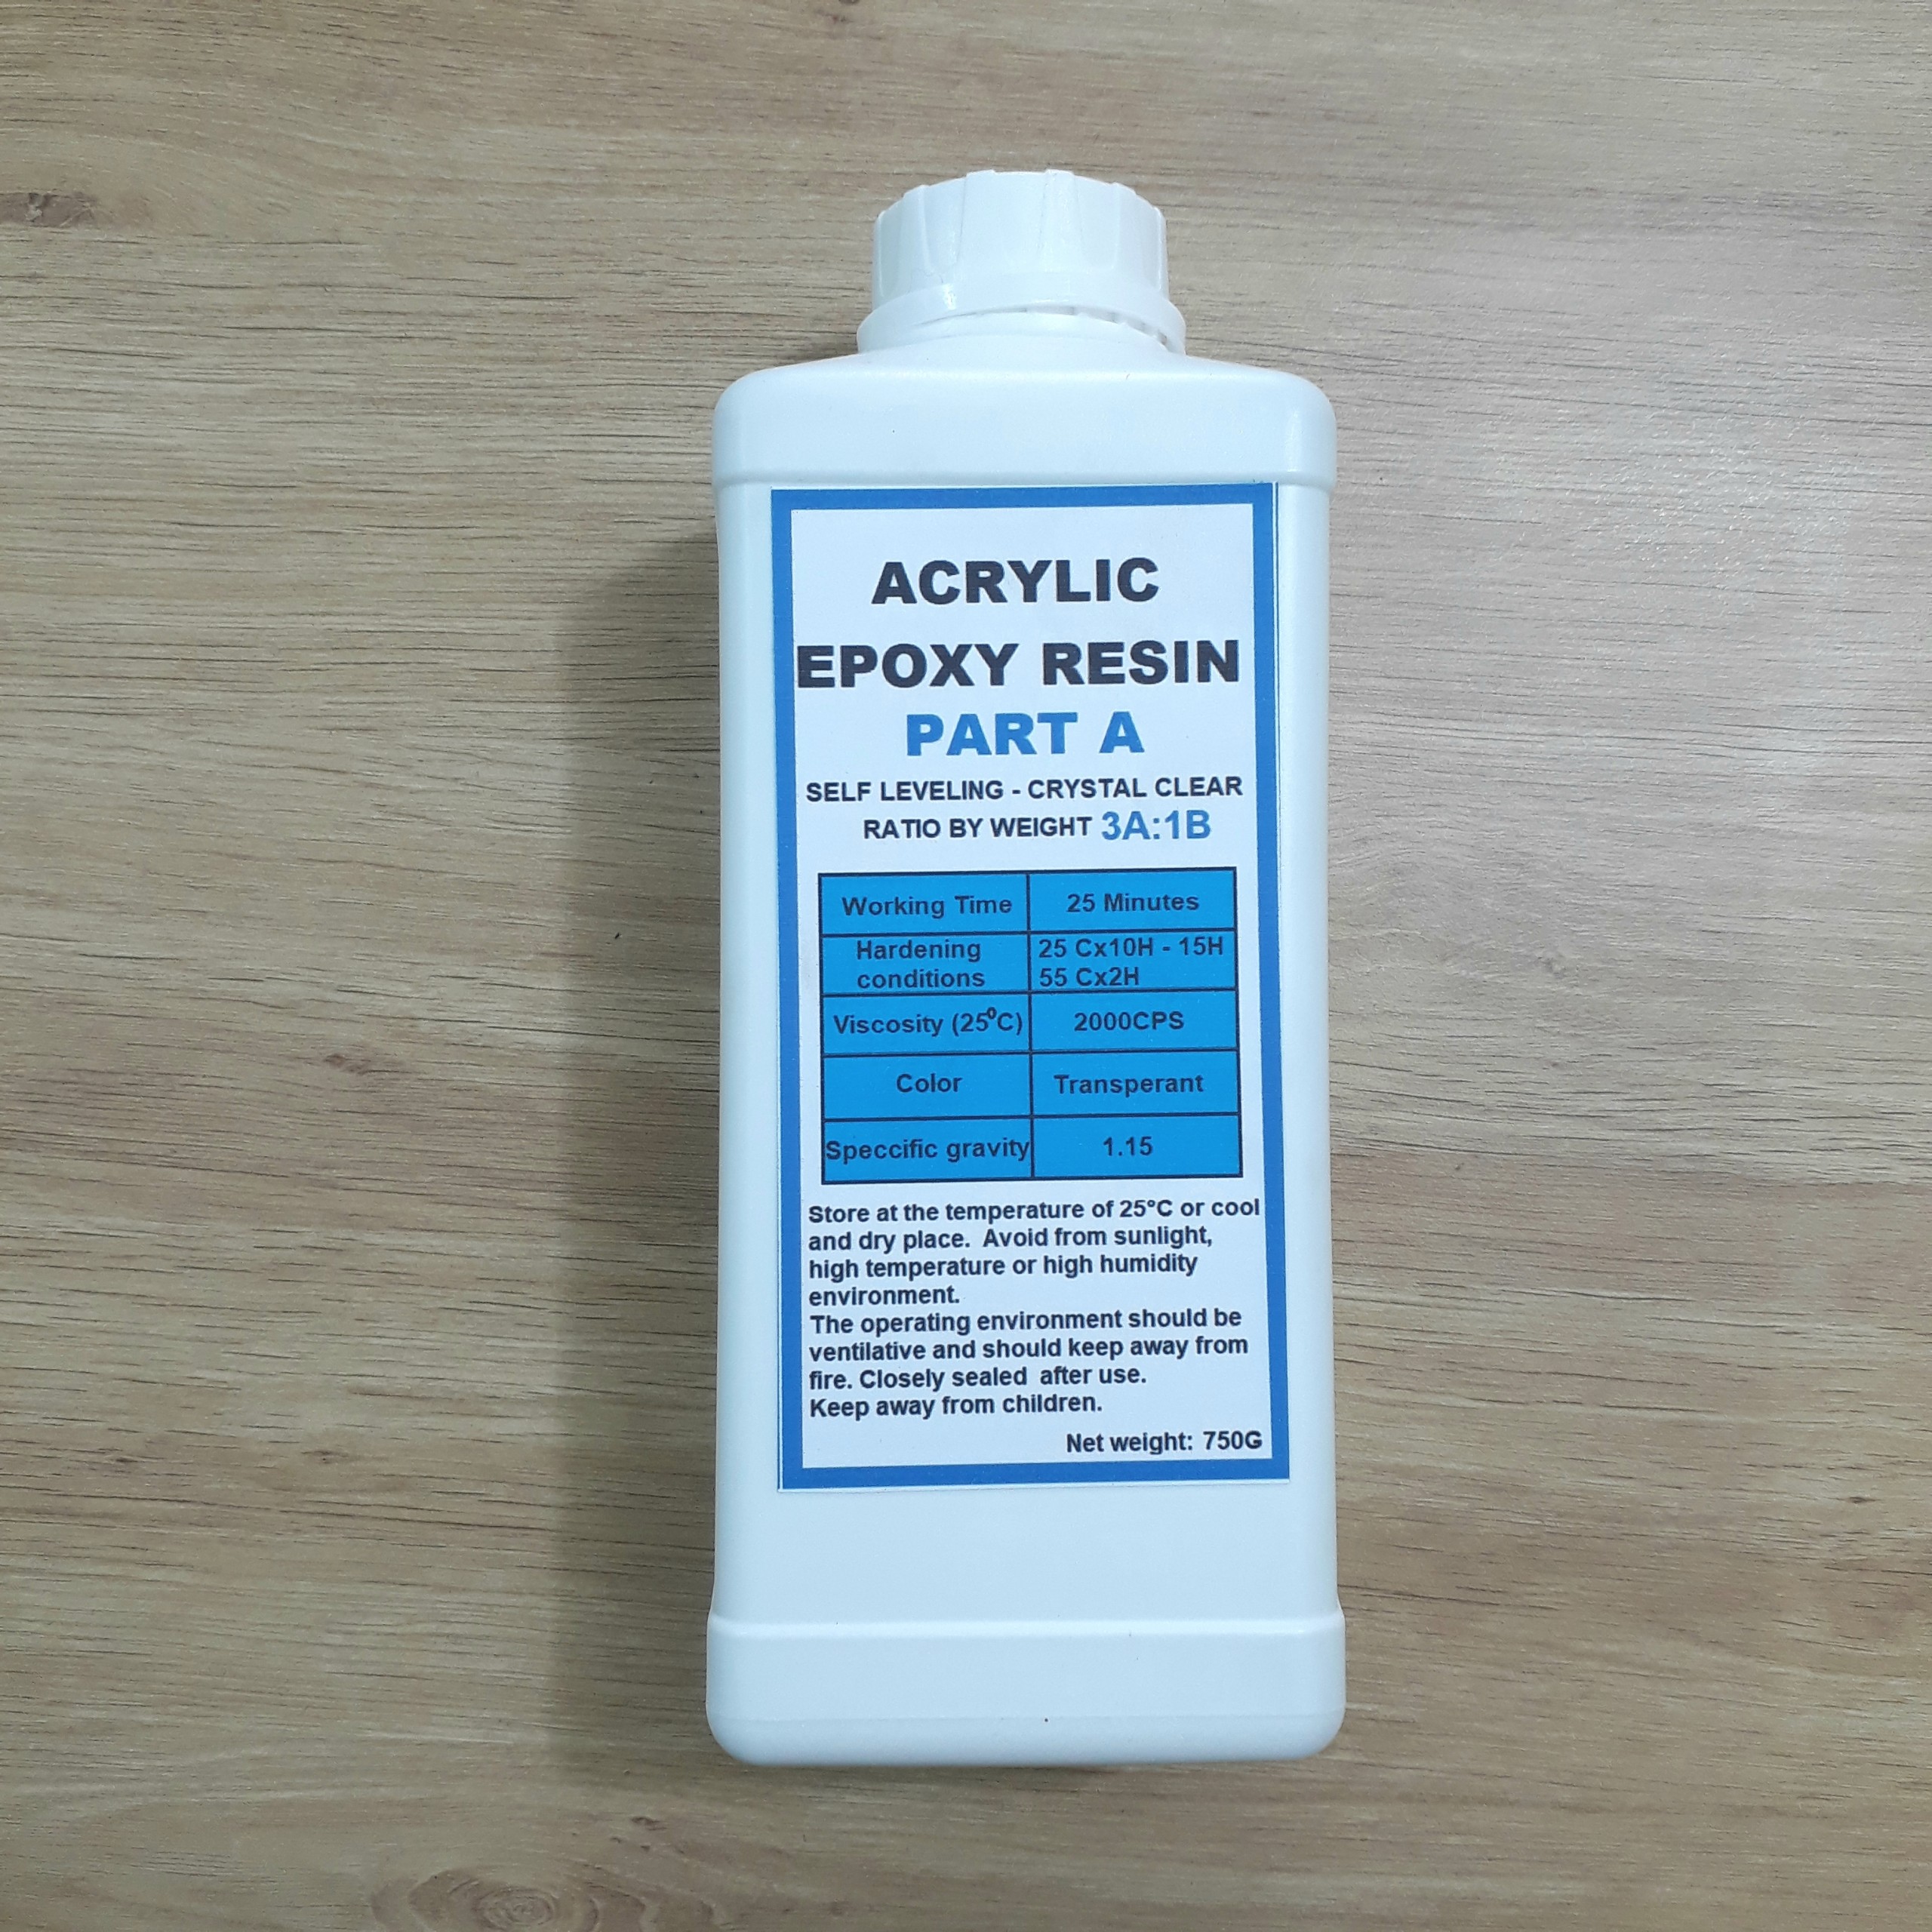 ACRYLIC
EPOXY RESIN
PART A
SELF LEVELING - CRYSTAL CLEAR
RATIO BY WEIGHT 3A:1B
Working Time 25 Minutes
Hardening conditions 25 Cx10H - 15H
55 Cx2H
Viscosity (25⁰C) 2000CPS
Color Transperant
Speccific gravity 1.15
Store at the temperature of 25°C or cool
and dry place. Avoid from sunlight,
high temperature or high humidity
environment.
The operating environment should be
ventilative and should keep away from
fire. Closely sealed after use.
Keep away from children.
Net weight: 750G